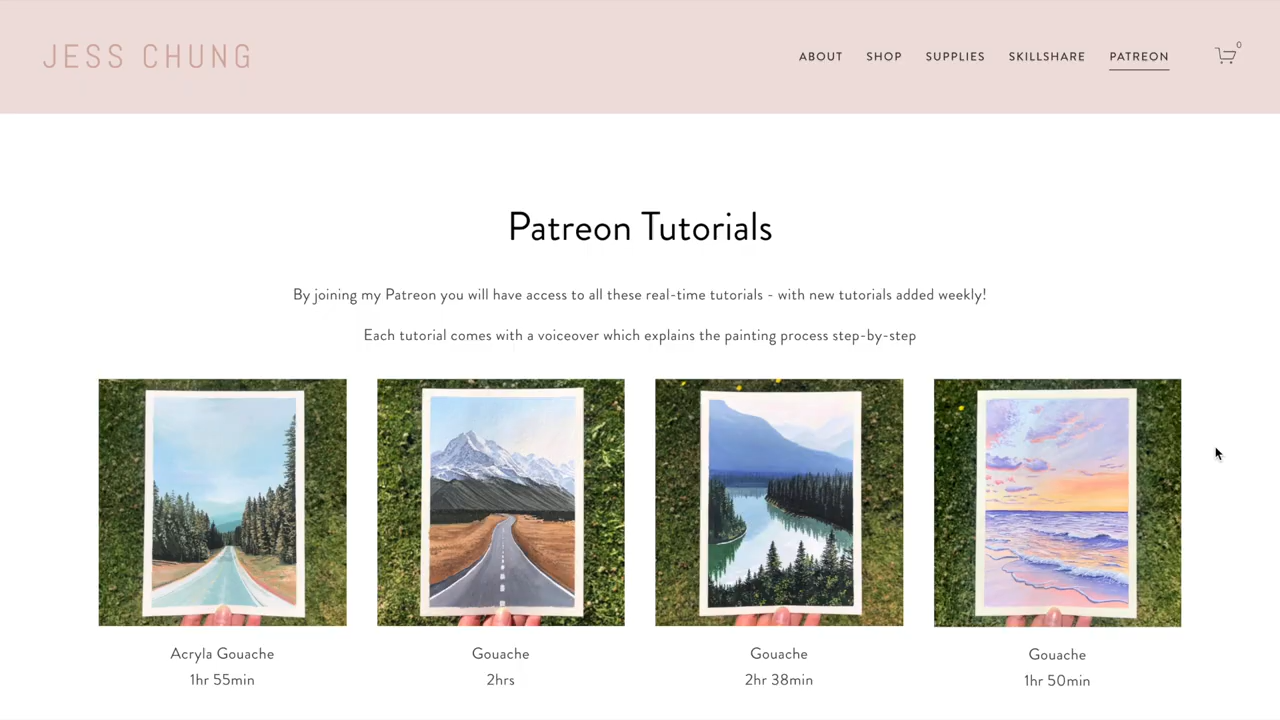 JESS CHUNG
ABOUT SHOP SUPPLIES SKILLSHARE PATREON 0
Patreon Tutorials
By joining my Patreon you will have access to all these real-time tutorials - with new tutorials added weekly!
Each tutorial comes with a voiceover which explains the painting process step-by-step
Acryla Gouache
1hr 55min
Gouache
2hrs
Gouache
2hr 38min
Gouache
1hr 50min